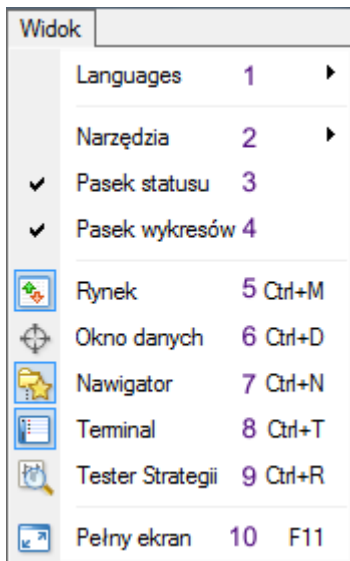 Widok
Languages 1
Narzędzia 2
Pasek statusu 3
Pasek wykresów 4
Rynek 5 Ctrl+M
Okno danych 6 Ctrl+D
Nawigator 7 Ctrl+N
Terminal 8 Ctrl+T
Tester Strategii 9 Ctrl+R
Pełny ekran 10 F11